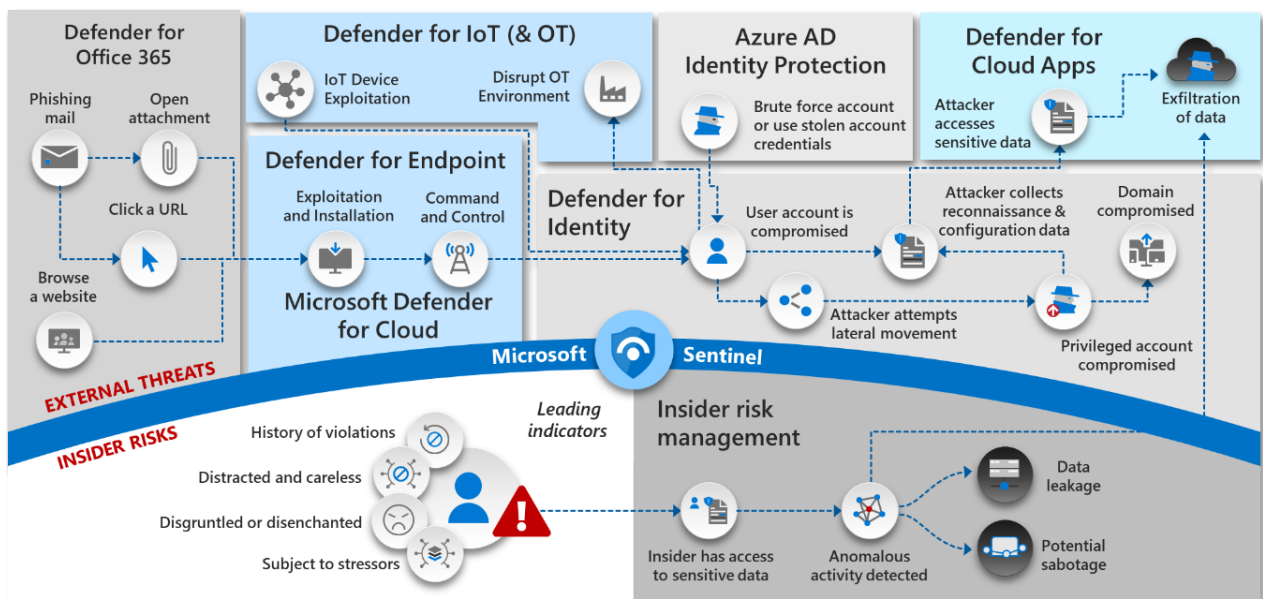 Defender for
Office 365
Phishing
mail
Open
attachment
Click a URL
Browse
a website
Defender for IoT (& OT)
IoT Device
Exploitation
Disrupt OT
Environment
Defender for Endpoint
Exploitation
and Installation
Command
and Control
Microsoft Defender
for Cloud
Azure AD
Identity Protection
Brute force account
or use stolen account
credentials
Defender for
Cloud Apps
Attacker
accesses
sensitive data
Exfiltration
of data
Defender for
Identity
User account is
compromised
Attacker collects
reconnaissance &
configuration data
Domain
compromised
Attacker attempts
lateral movement
Privileged account
compromised
Microsoft Sentinel
EXTERNAL THREATS
INSIDER RISKS
History of violations
Distracted and careless
Disgruntled or disenchanted
Subject to stressors
Leading
indicators
Insider risk
management
Insider has access
to sensitive data
Anomalous
activity detected
Data
leakage
Potential
sabotage